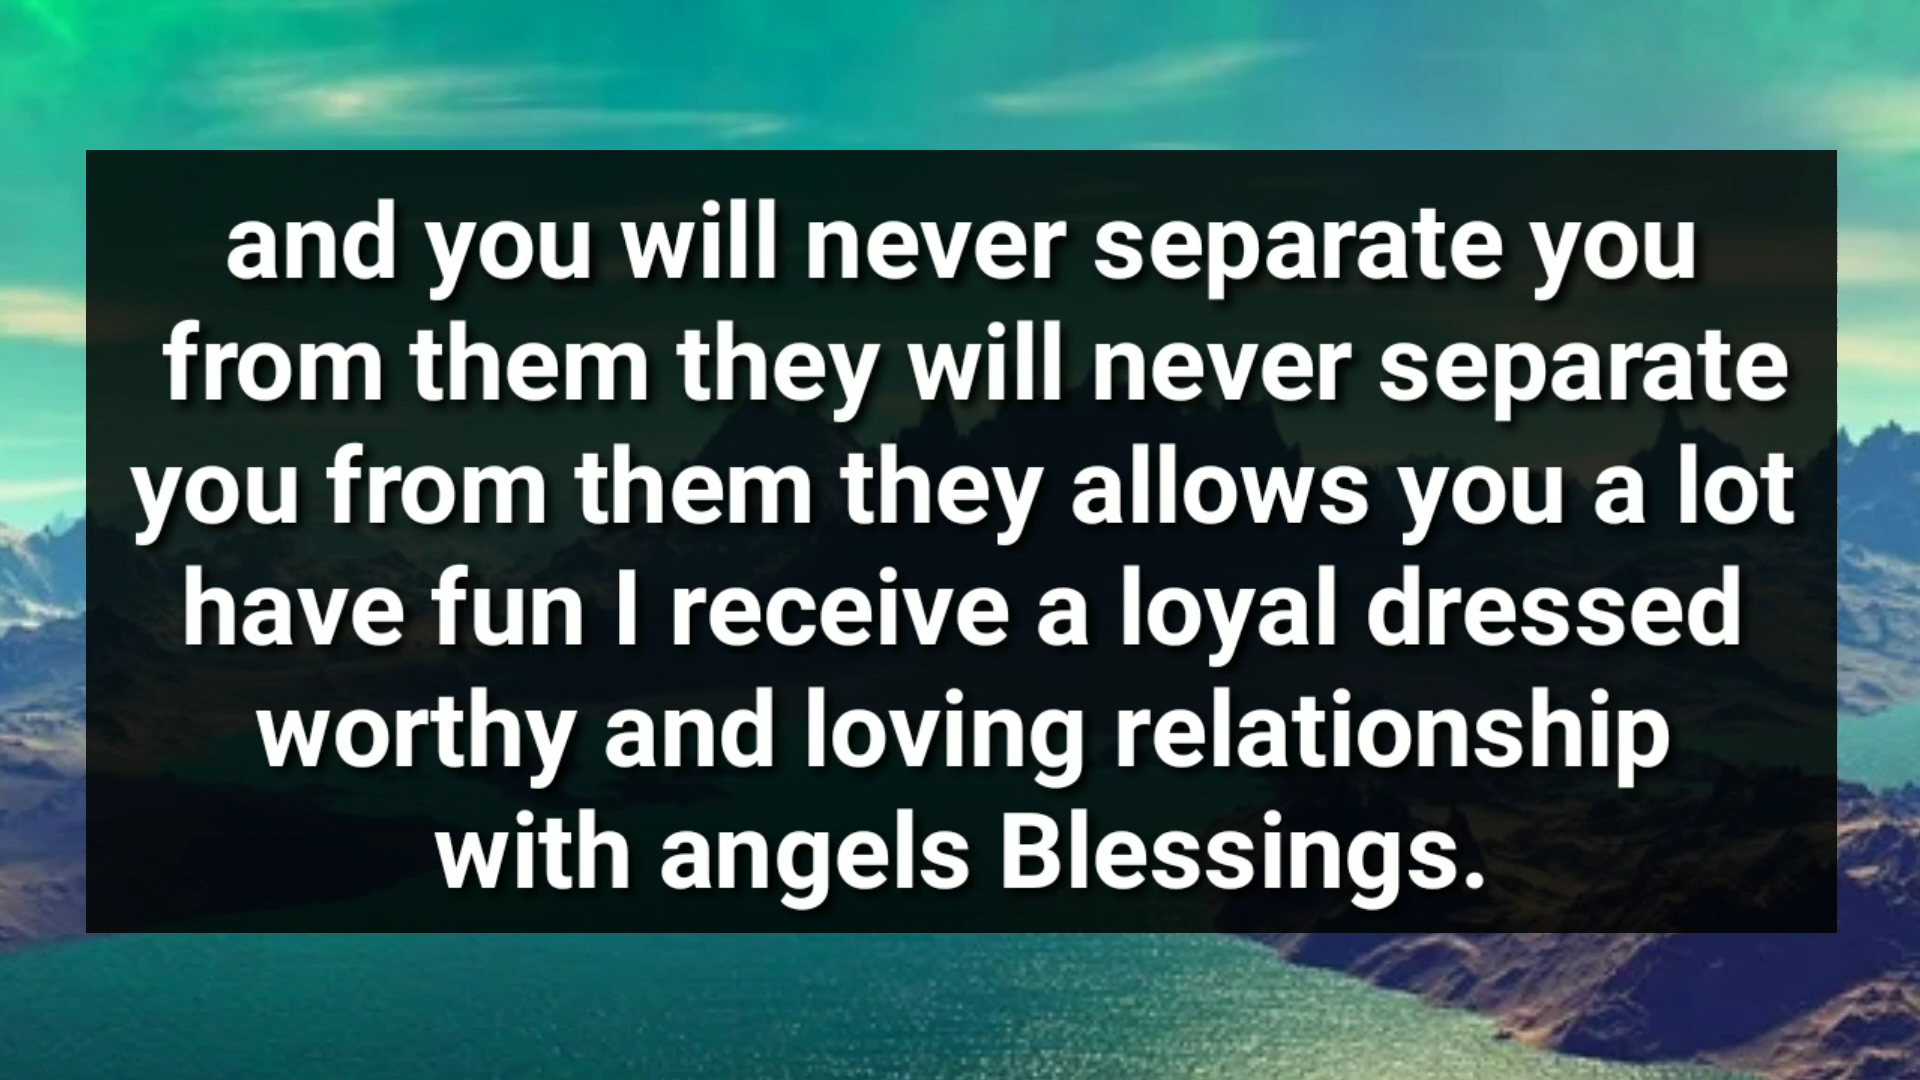 and you will never separate you
from them they will never separate
you from them they allows you a lot
have fun I receive a loyal dressed
worthy and loving relationship
with angels Blessings.